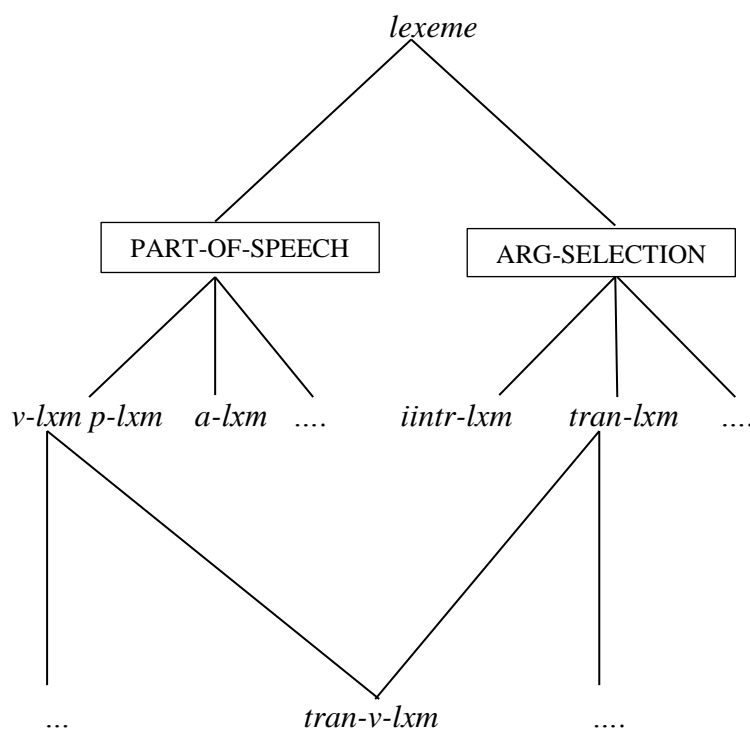 lexeme
PART-OF-SPEECH ARG-SELECTION
v-lxm p-lxm a-lxm .... iintr-lxm tran-lxm ....
... tran-v-lxm ....